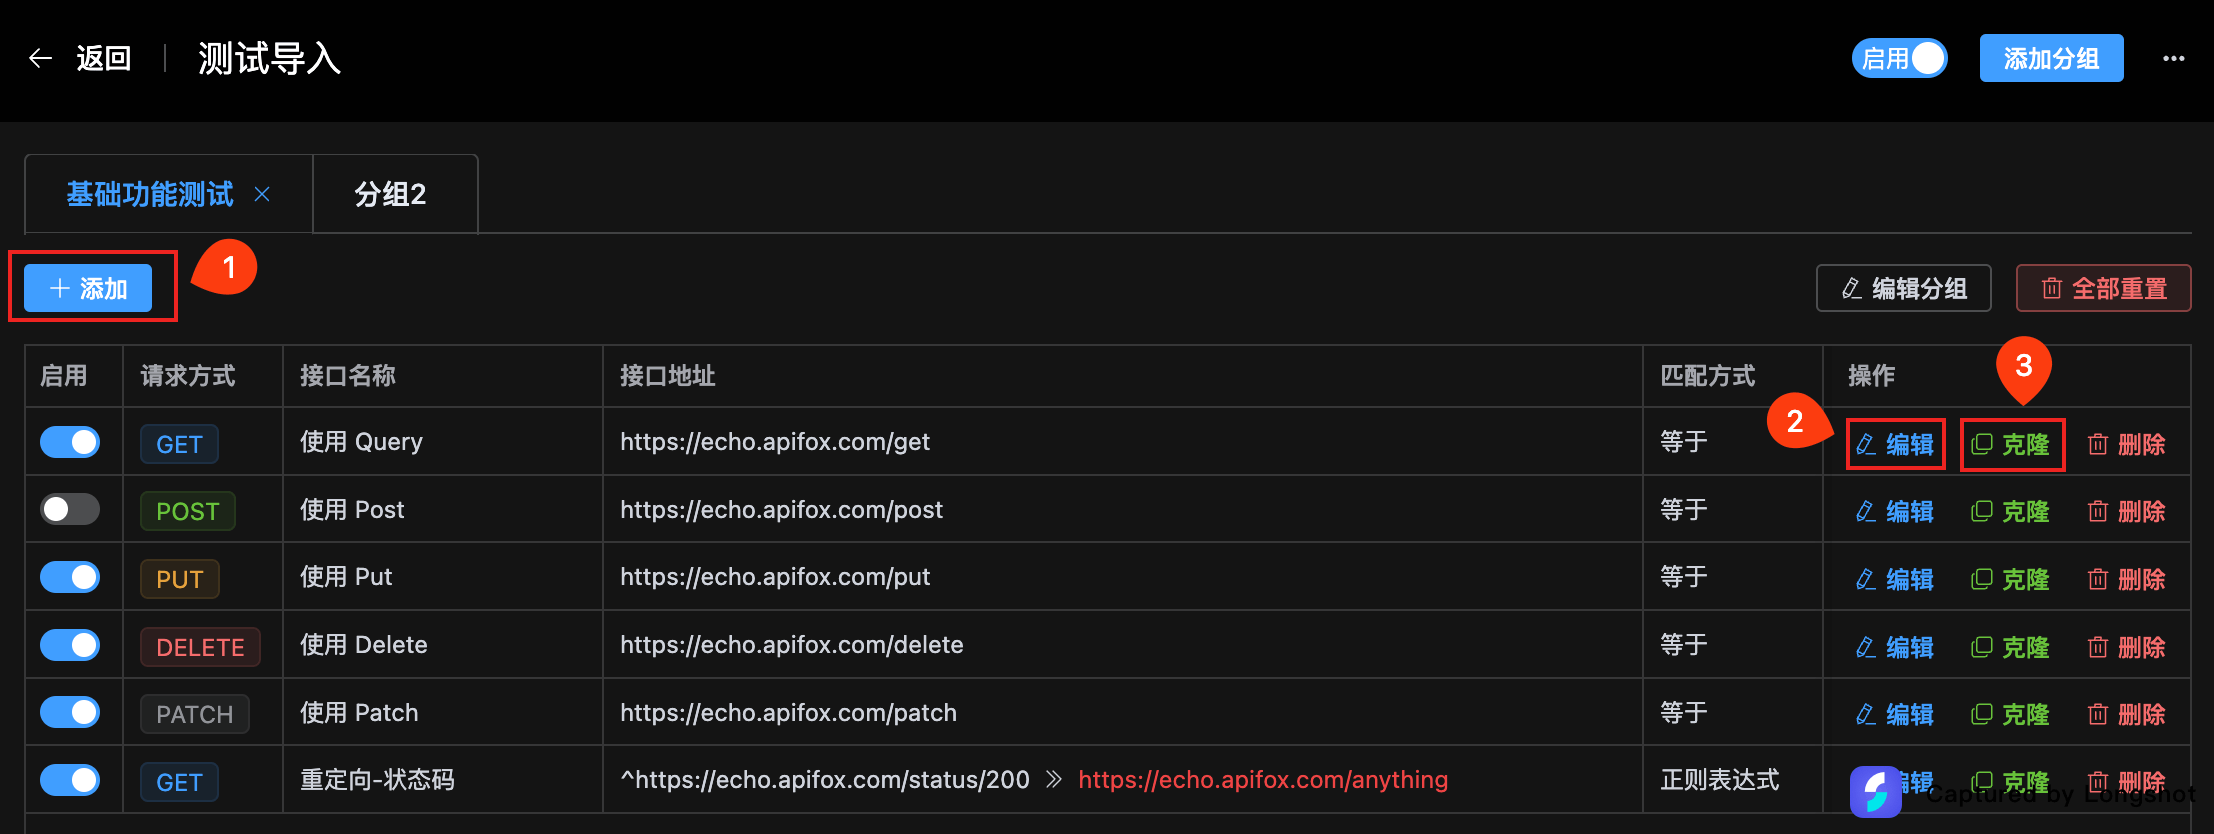 返回 测试导入 启用 添加分组
基础功能测试 分组2
添加 1 编辑分组 全部重置
启用 请求方式 接口名称 接口地址 匹配方式 操作 3
GET 使用 Query https://echo.apifox.com/get 等于 2 编辑 克隆 删除
POST 使用 Post https://echo.apifox.com/post 等于 编辑 克隆 删除
PUT 使用 Put https://echo.apifox.com/put 等于 编辑 克隆 删除
DELETE 使用 Delete https://echo.apifox.com/delete 等于 编辑 克隆 删除
PATCH 使用 Patch https://echo.apifox.com/patch 等于 编辑 克隆 删除
GET 重定向-状态码 ^https://echo.apifox.com/status/200 » https://echo.apifox.com/anything 正则表达式 辑 克隆 删除
Captured by Longshot